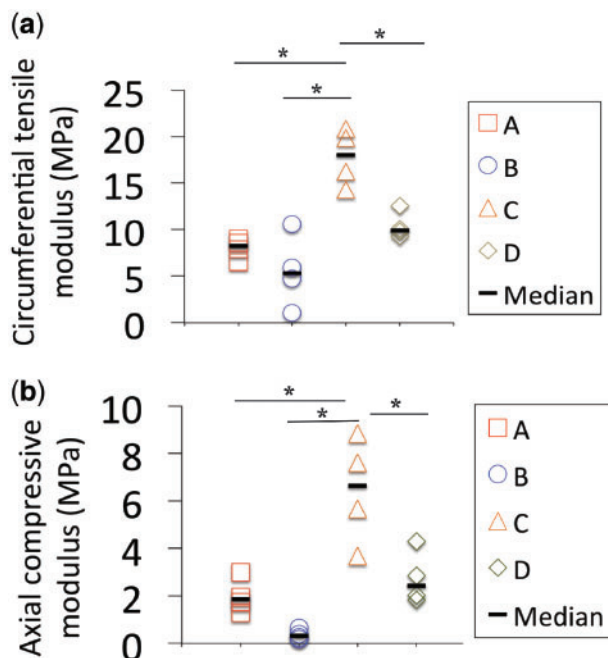 (a)
Circumferential tensile
modulus (MPa)
25
20
15
10
5
0
*
*
*
A
B
C
D
Median
(b)
Axial compressive
modulus (MPa)
10
8
6
4
2
0
*
*
*
A
B
C
D
Median